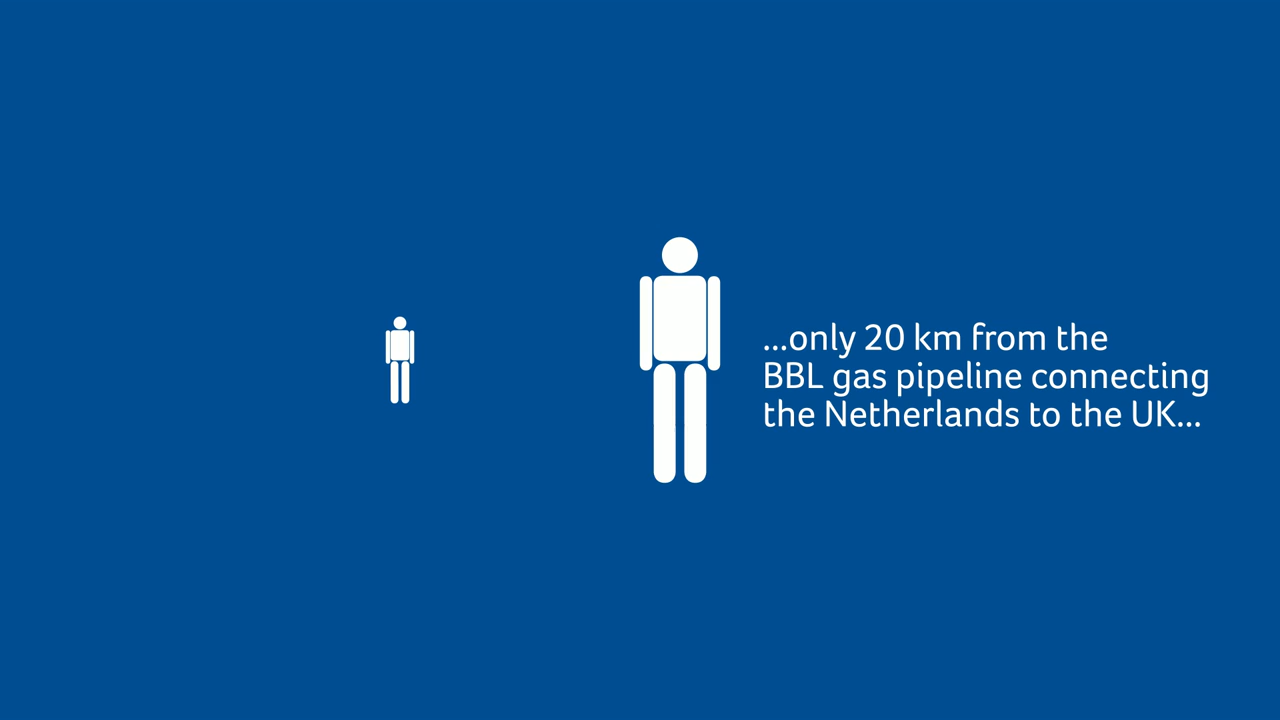 ...only 20 km from the
BBL gas pipeline connecting
the Netherlands to the UK...